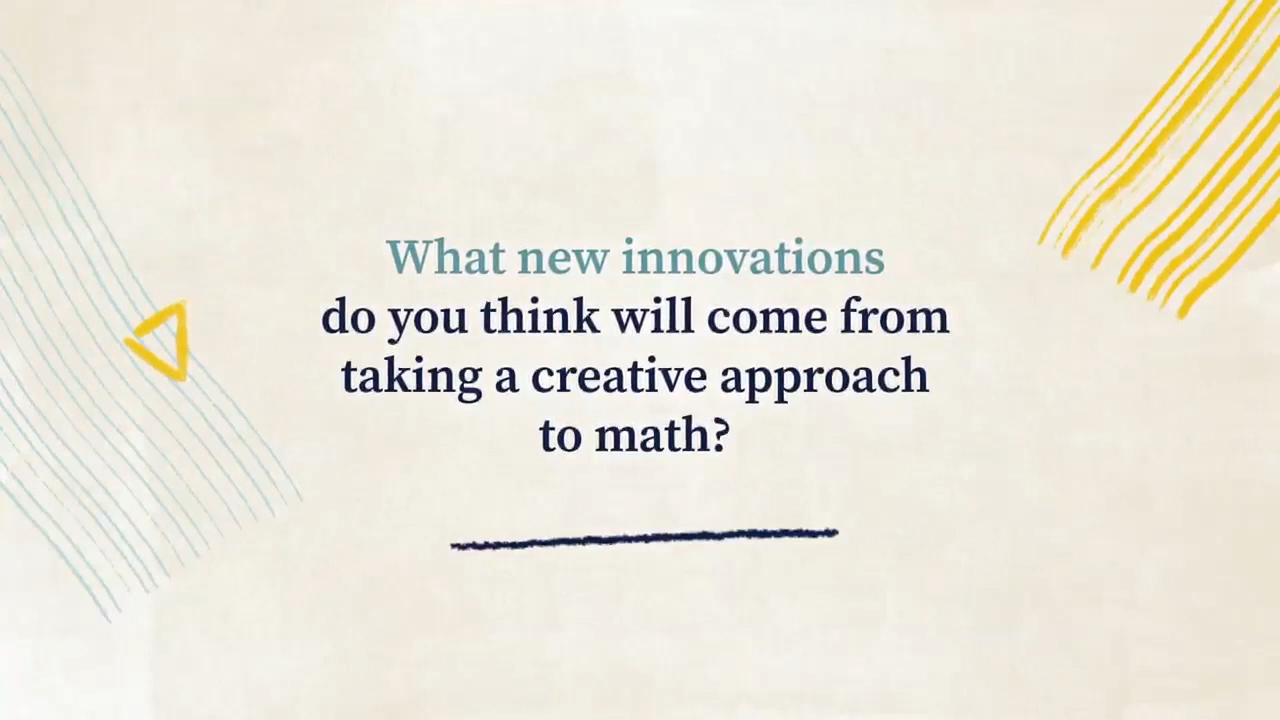 What new innovations
do you think will come from
taking a creative approach
to math?